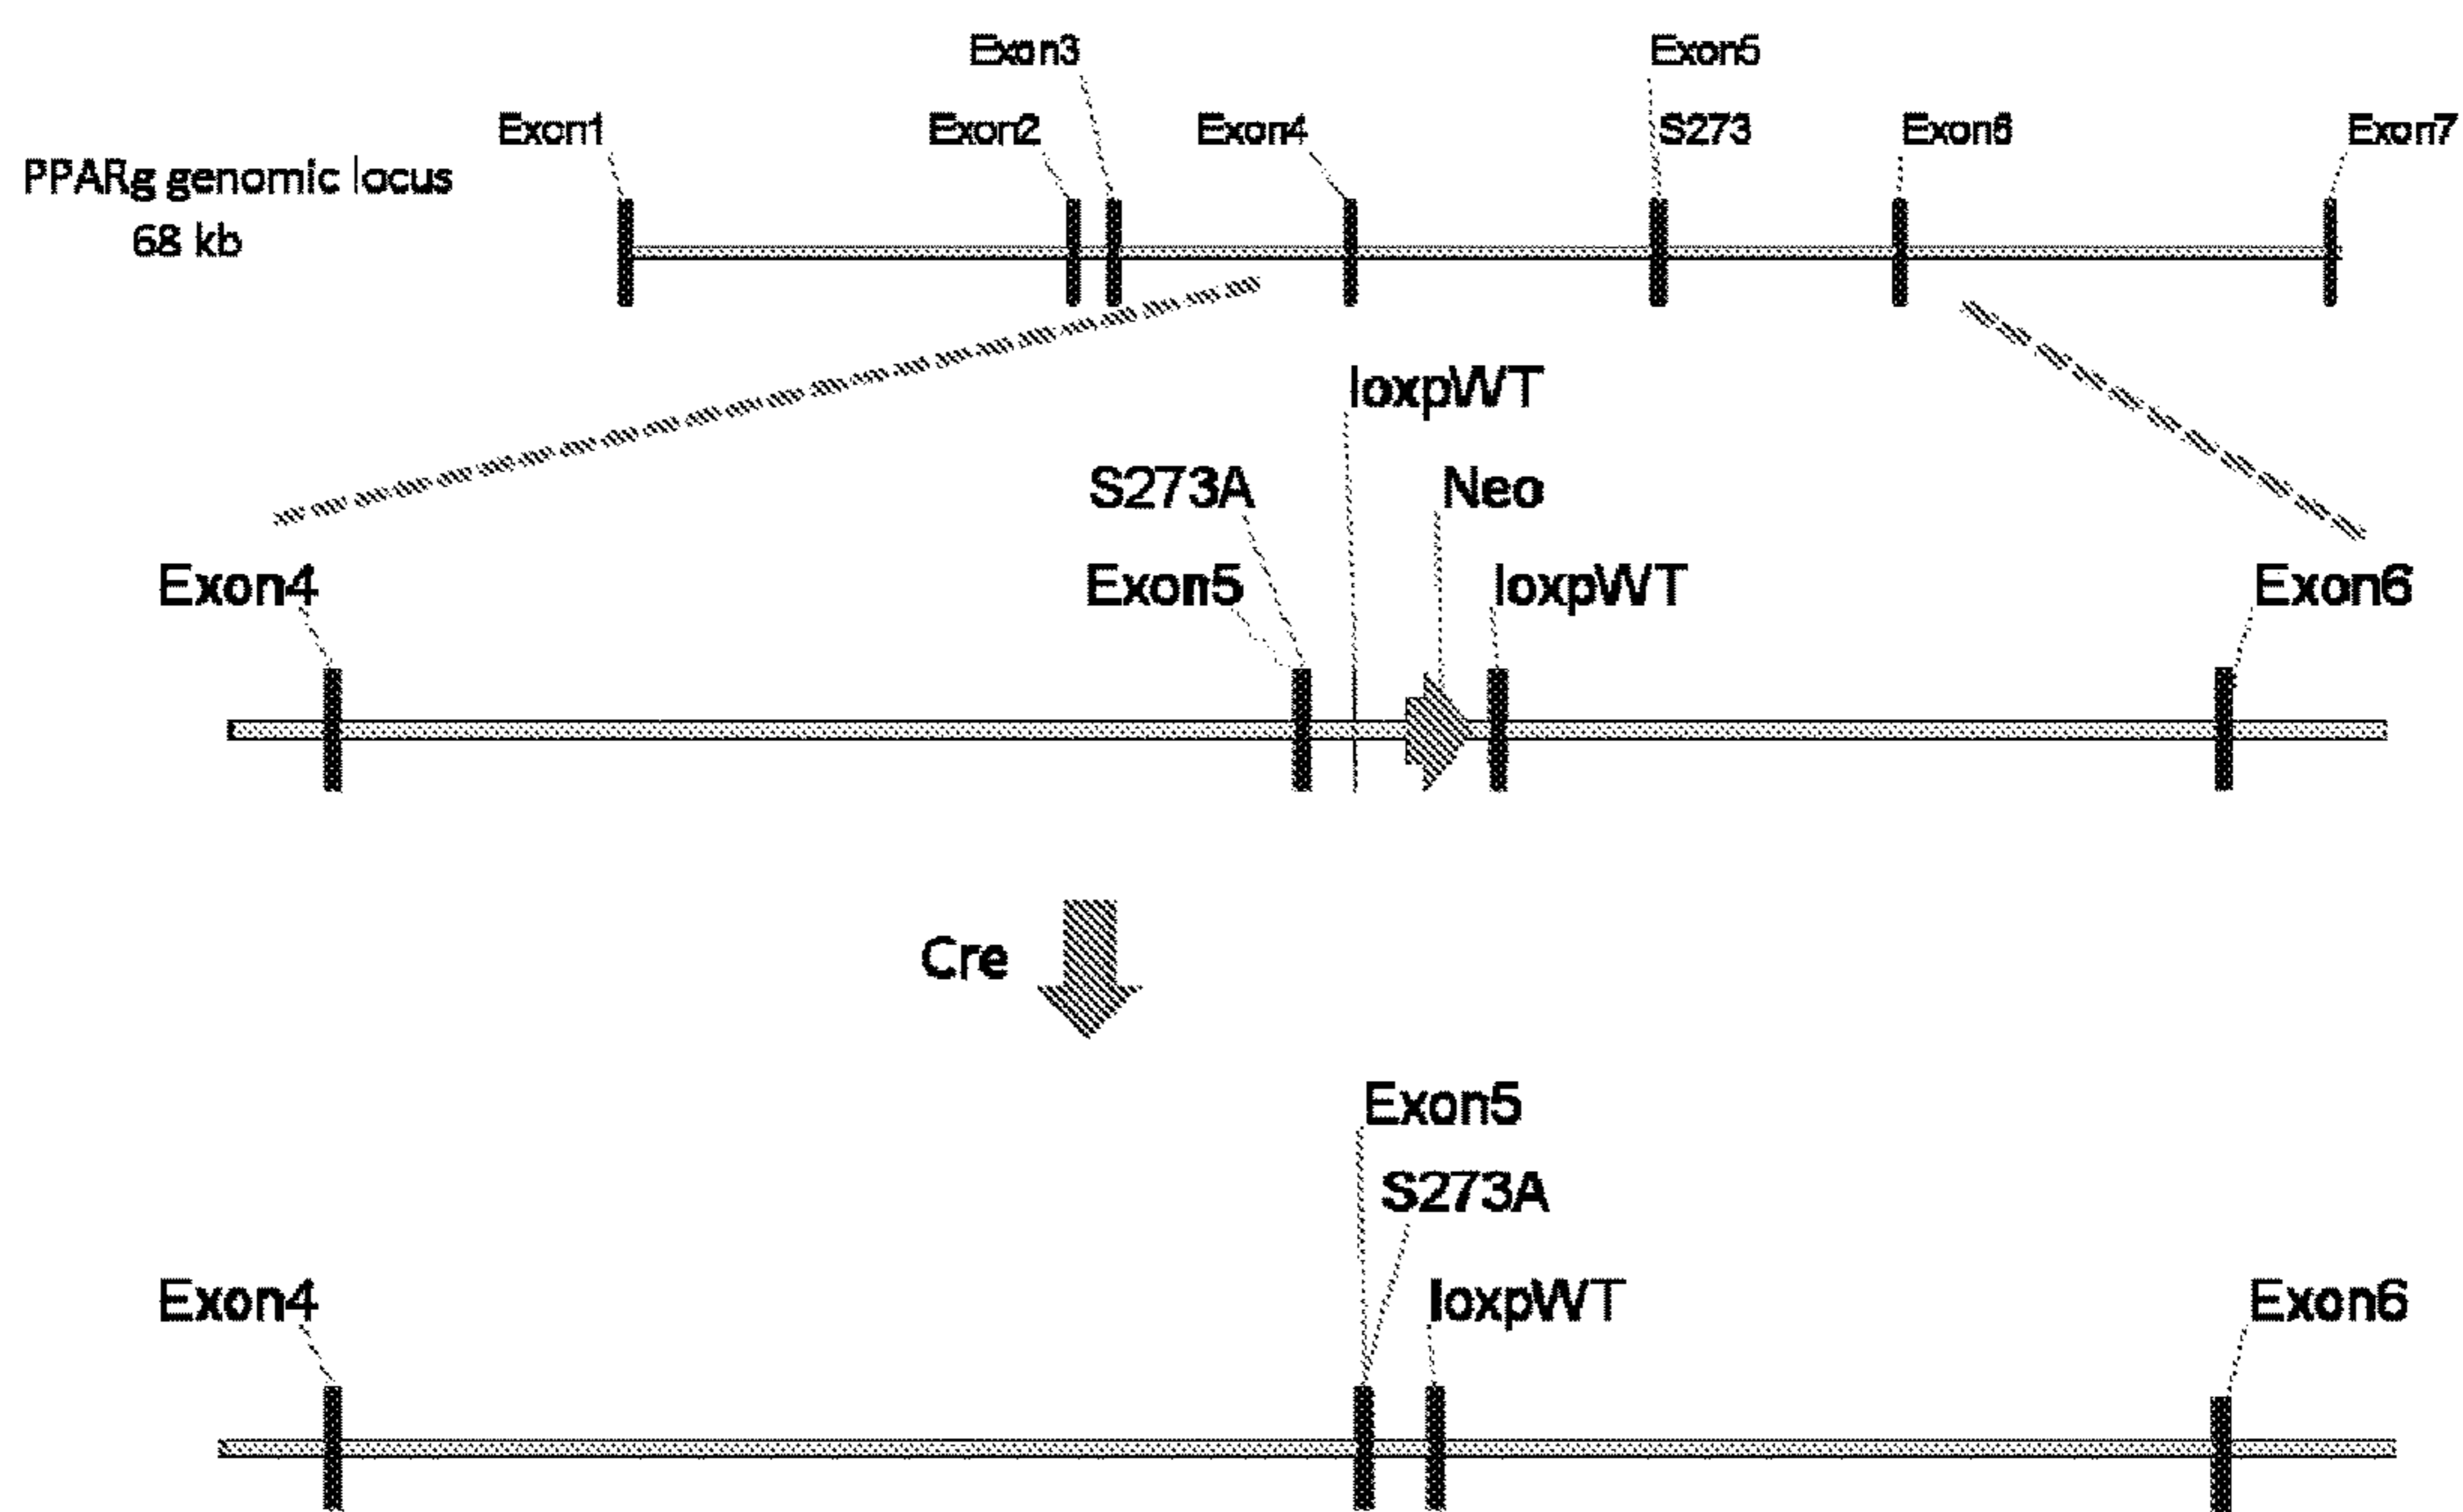 Exon3
Exon5
Exon1
Exon2
Exon4
S273
Exon6
Exon7
PPARg genomic locus
68 kb
loxpWT
S273A
Neo
Exon4
Exon5
loxpWT
Exon6
Cre
Exon5
S273A
Exon4
loxpWT
Exon6